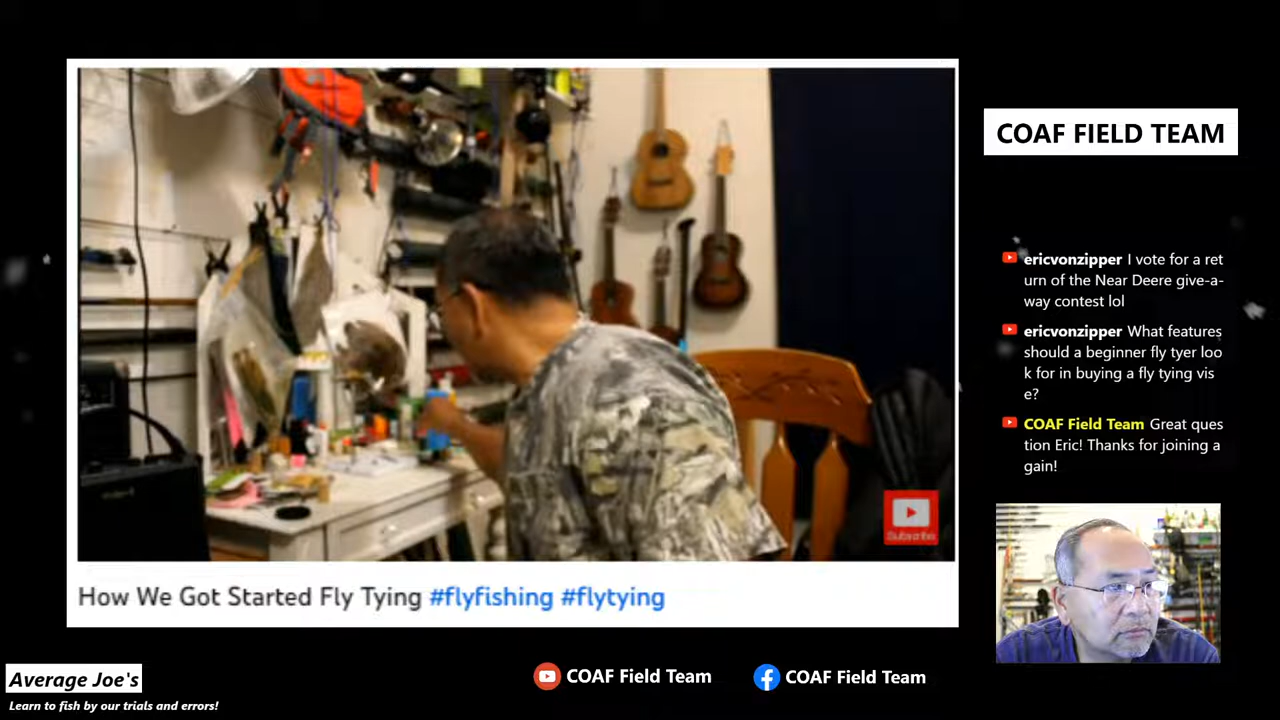 COAF FIELD TEAM
ericvonzipper I vote for a ret
urn of the Near Deere give-a-
way contest lol
ericvonzipper What features
should a beginner fly tyer loo
k for in buying a fly tying vis
e?
COAF Field Team Great ques
tion Eric! Thanks for joining a
gain!
Subscribe
How We Got Started Fly Tying #flyfishing #flytying
Average Joe's
Learn to fish by our trials and errors!
COAF Field Team
COAF Field Team